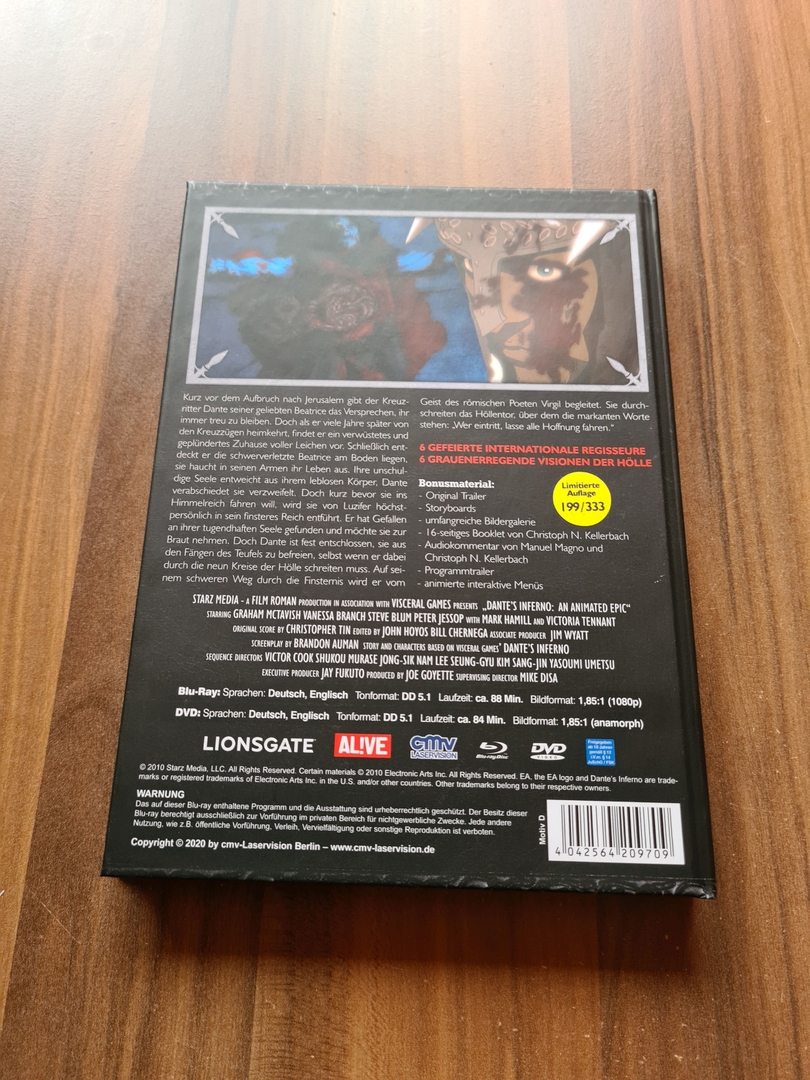 Kurz vor dem Aufbruch nach Jerusalem gibt der Kreuz-
ritter Dante seiner geliebten Beatrice das Versprechen, ihr
immer treu zu bleiben. Doch als er viele Jahre später von
den Kreuzzügen heimkehrt, findet er ein verwüstetes und
geplündertes Zuhause voller Leichen vor. Schließlich ent-
deckt er die schwerverletzte Beatrice am Boden liegen,
sie haucht in seinen Armen ihr Leben aus. Ihre unschul-
dige Seele entweicht aus ihrem leblosen Körper, Dante
verabschiedet sie verzweifelt. Doch kurz bevor sie ins
Himmelreich fahren will, wird sie von Luzifer höchst-
persönlich in sein finsteres Reich entführt. Er hat Gefallen
an ihrer tugendhaften Seele gefunden und möchte sie zur
Braut nehmen. Doch Dante ist fest entschlossen, sie aus
den Fängen des Teufels zu befreien, selbst wenn er dabei
durch die neun Kreise der Hölle schreiten muss. Auf sei-
nem schweren Weg durch die Finsternis wird er vom
Geist des römischen Poeten Virgil begleitet. Sie durch-
schreiten das Höllentor, über dem die markanten Worte
stehen: „Wer eintritt, lasse alle Hoffnung fahren."
6 GEFEIERTE INTERNATIONALE REGISSEURE
6 GRAUENERREGENDE VISIONEN DER HÖLLE
Bonusmaterial:
- Original Trailer
- Storyboards
- umfangreiche Bildergalerie
- 16-seitiges Booklet von Christoph N. Kellerbach
- Audiokommentar von Manuel Magno und
Christoph N. Kellerbach
- Programmtrailer
- animierte interaktive Menüs
Limitierte
Auflage
199/333
STARZ MEDIA - A FILM ROMAN PRODUCTION IN ASSOCIATION WITH VISCERAL GAMES PRESENTS „DANTE'S INFERNO: AN ANIMATED EPIC"
STARRING GRAHAM MCTAVISH VANESSA BRANCH STEVE BLUM PETER JESSOP WITH MARK HAMILL AND VICTORIA TENNANT
ORIGINAL SCORE BY CHRISTOPHER TIN EDITED BY JOHN HOYOS BILL CHERNEGA ASSOCIATE PRODUCER JIM WYATT
SCREENPLAY BY BRANDON AUMAN STORY AND CHARACTERS BASED ON VISCERAL GAMES' DANTE'S INFERNO
SEQUENCE DIRECTORS VICTOR COOK SHUKOU MURASE JONG-SIK NAM LEE SEUNG-GYU KIM SANG-JIN YASOUMI UMETSU
EXECUTIVE PRODUCER JAY FUKUTO PRODUCED BY JOE GOYETTE SUPERVISING DIRECTOR MIKE DISA
Blu-Ray: Sprachen: Deutsch, Englisch Tonformat: DD 5.1 Laufzeit: ca. 88 Min. Bildformat: 1,85:1 (1080p)
DVD: Sprachen: Deutsch, Englisch Tonformat: DD 5.1 Laufzeit: ca. 84 Min. Bildformat: 1,85:1 (anamorph)
LIONSGATE AL!VE cmv LASERVISION Blu-ray Disc DVD VIDEO
Freigegeben
ab 16 Jahren
gemäß § 12
i.V.m. § 14
JuSchG / FSK
© 2010 Starz Media, LLC. All Rights Reserved. Certain materials © 2010 Electronic Arts Inc. All Rights Reserved. EA, the EA logo and Dante's Inferno are trade-
marks or registered trademarks of Electronic Arts Inc. in the U.S. and/or other countries. Other trademarks belong to their respective owners.
WARNUNG
Das auf dieser Blu-ray enthaltene Programm und die Ausstattung sind urheberrechtlich geschützt. Der Besitz dieser
Blu-ray berechtigt ausschließlich zur Vorführung im privaten Bereich für nichtgewerbliche Zwecke. Jede andere
Nutzung, wie z.B. öffentliche Vorführung, Verleih, Vervielfältigung oder sonstige Reproduktion ist verboten.
Copyright © 2020 by cmv-Laservision Berlin – www.cmv-laservision.de
Motiv D
4 042564 209709